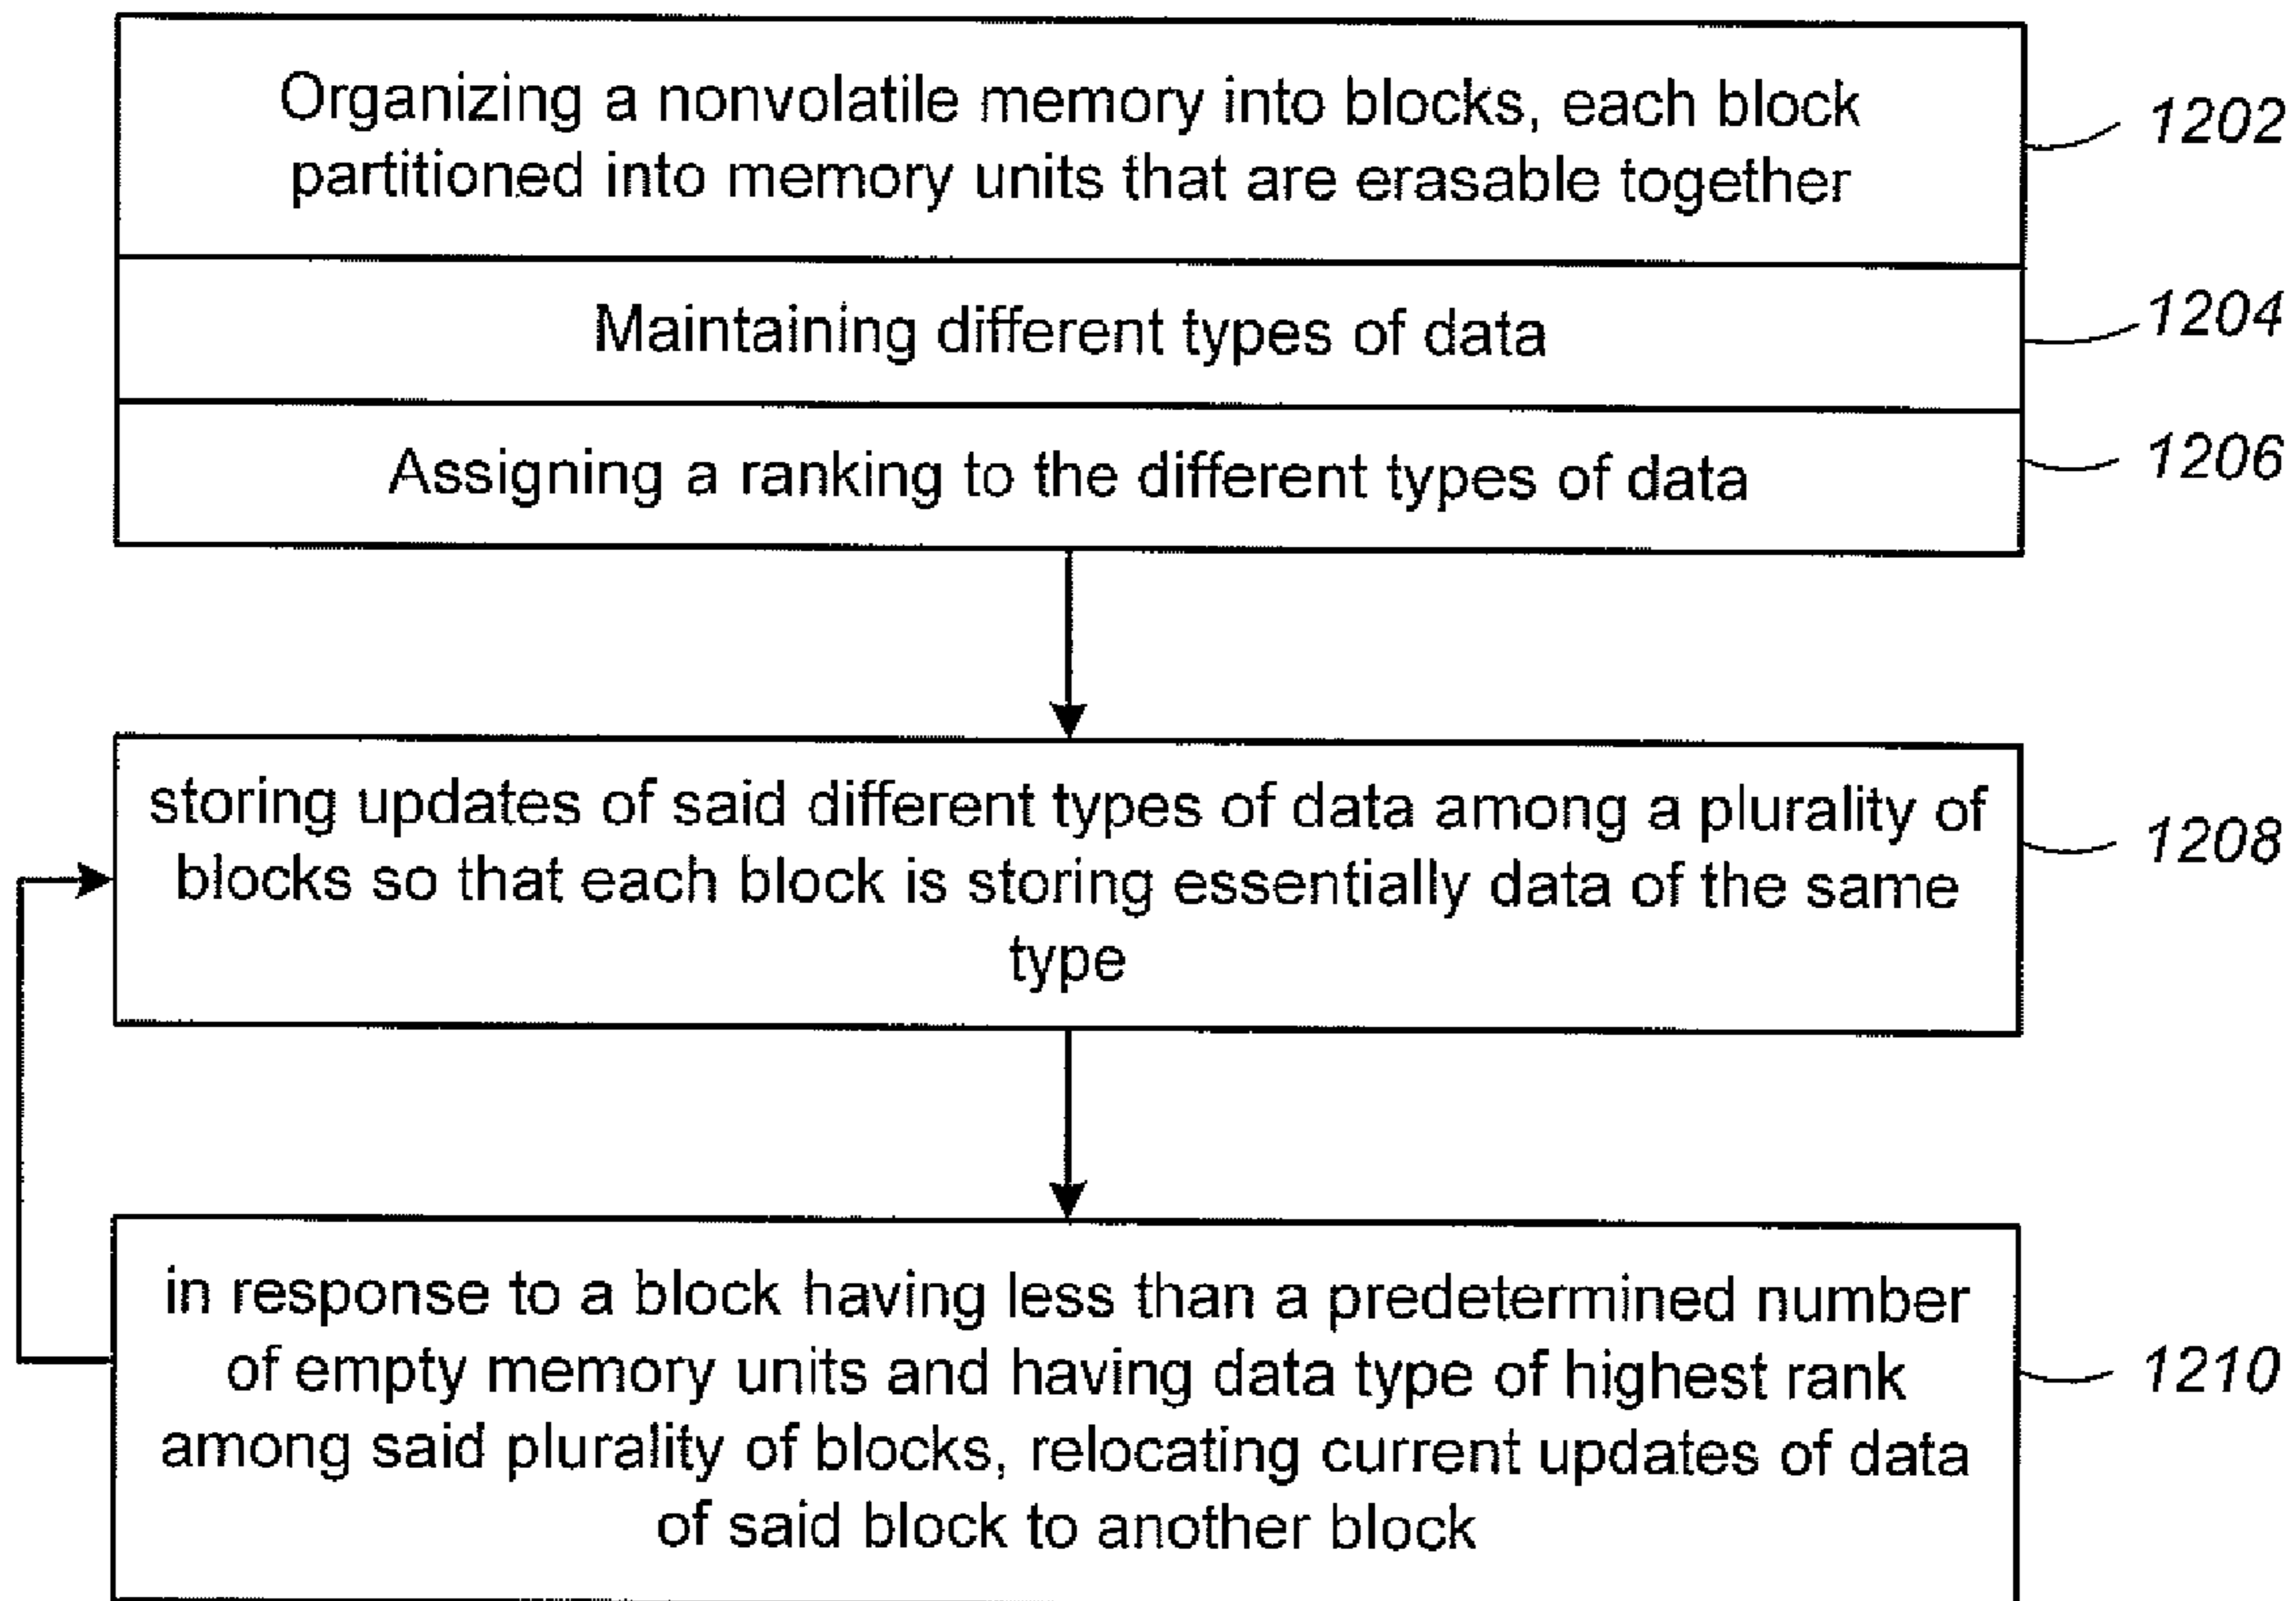 Organizing a nonvolatile memory into blocks, each block
partitioned into memory units that are erasable together
1202
Maintaining different types of data
1204
Assigning a ranking to the different types of data
1206
storing updates of said different types of data among a plurality of
blocks so that each block is storing essentially data of the same
type
1208
in response to a block having less than a predetermined number
of empty memory units and having data type of highest rank
among said plurality of blocks, relocating current updates of data
of said block to another block
1210